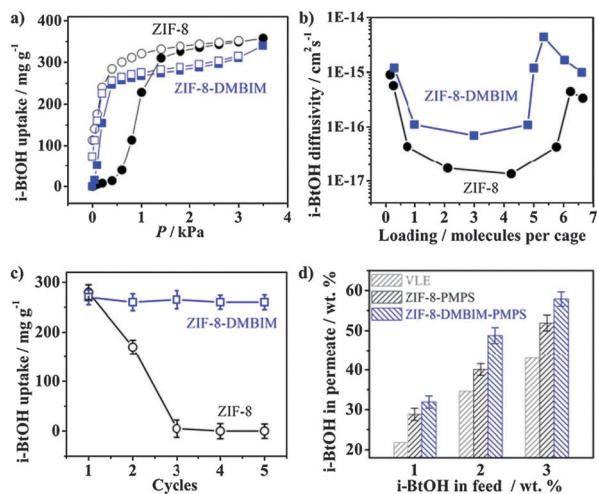 a)
i-BtOH uptake / mg g⁻¹
400
300
200
100
0
ZIF-8
ZIF-8-DMBIM
0 1 2 3 4
P / kPa
b)
i-BtOH diffusivity / cm² s⁻¹
1E-14
1E-15
1E-16
1E-17
ZIF-8-DMBIM
ZIF-8
0 1 2 3 4 5 6 7
Loading / molecules per cage
c)
i-BtOH uptake / mg g⁻¹
300
200
100
0
ZIF-8-DMBIM
ZIF-8
1 2 3 4 5
Cycles
d)
i-BtOH in permeate / wt. %
60
50
40
30
20
VLE
ZIF-8-PMPS
ZIF-8-DMBIM-PMPS
1 2 3
i-BtOH in feed / wt. %